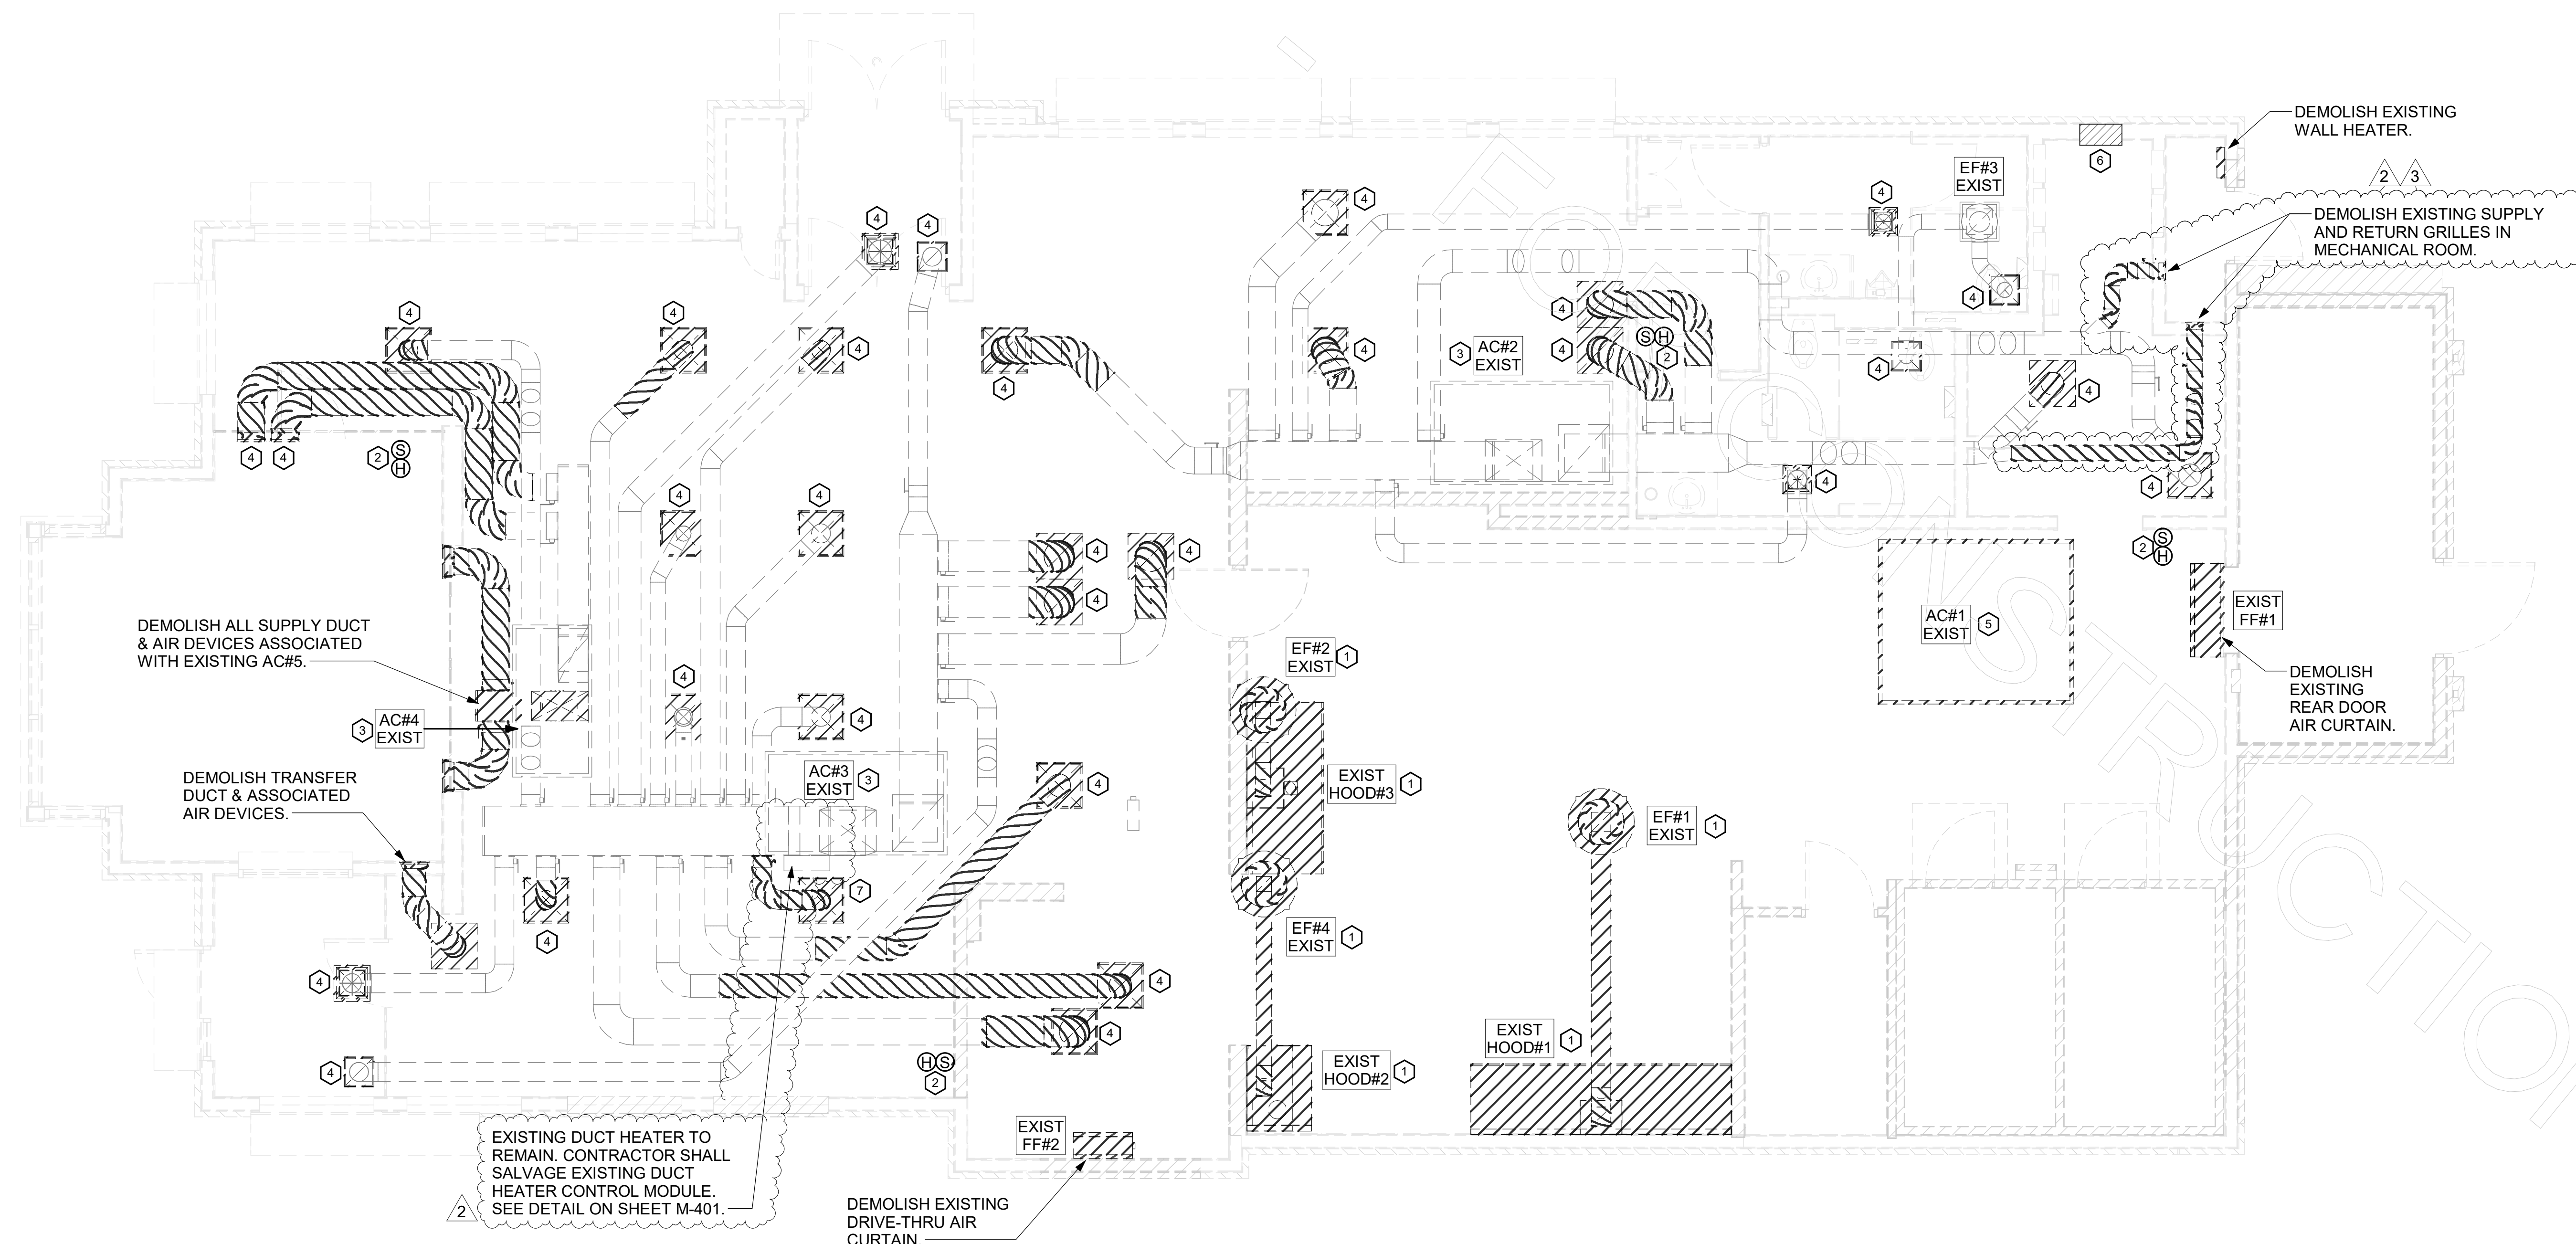 DEMOLISH EXISTING
WALL HEATER.
6
EF#3
EXIST
2 3
DEMOLISH EXISTING SUPPLY
AND RETURN GRILLES IN
MECHANICAL ROOM.
4
4
4
4
4
4
4
4
4
4
4
4
4
S H
2
3
AC#2
EXIST
4
4
4
4
4
2
S
H
4
4
4
4
4
4
4
4
2
S
H
AC#1
EXIST
5
EXIST
FF#1
DEMOLISH
EXISTING
REAR DOOR
AIR CURTAIN.
DEMOLISH ALL SUPPLY DUCT
& AIR DEVICES ASSOCIATED
WITH EXISTING AC#5.
3
AC#4
EXIST
4
4
AC#3
EXIST
3
4
EF#2
EXIST
1
EXIST
HOOD#3
1
EF#1
EXIST
1
DEMOLISH TRANSFER
DUCT & ASSOCIATED
AIR DEVICES.
7
4
EF#4
EXIST
1
4
4
4
4
H S
2
EXIST
HOOD#1
1
EXIST
HOOD#2
1
EXIST
FF#2
EXISTING DUCT HEATER TO
REMAIN. CONTRACTOR SHALL
SALVAGE EXISTING DUCT
HEATER CONTROL MODULE.
SEE DETAIL ON SHEET M-401.
2
DEMOLISH EXISTING
DRIVE-THRU AIR
CURTAIN
CONSTRUCTIO